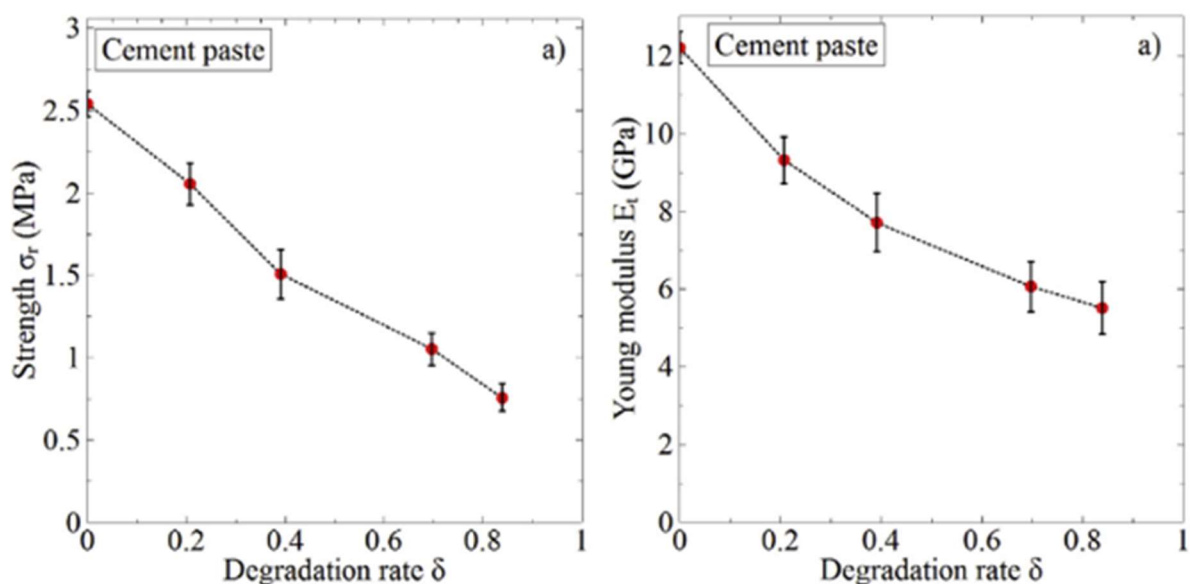 3
Cement paste
a)
2.5
2
1.5
1
0.5
0
Strength σr (MPa)
0 0.2 0.4 0.6 0.8 1
Degradation rate δ
Cement paste
a)
12
10
8
6
4
2
0
Young modulus Et (GPa)
0 0.2 0.4 0.6 0.8 1
Degradation rate δ